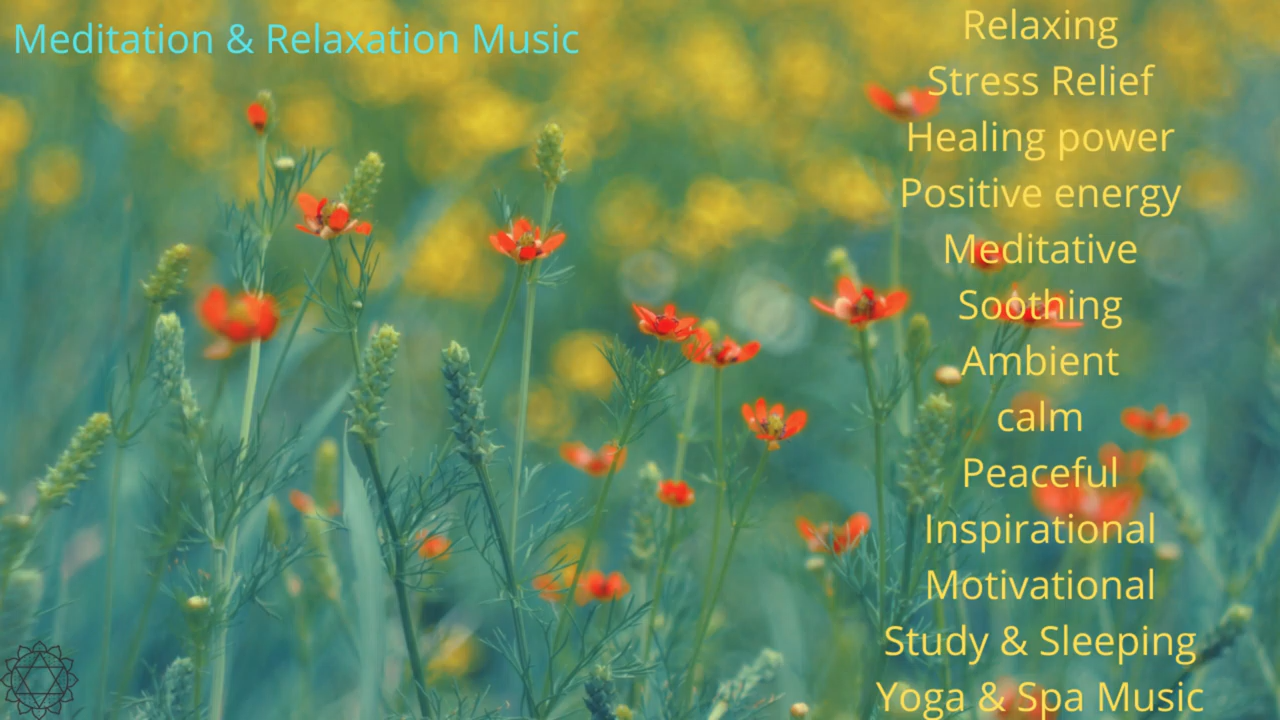 Meditation & Relaxation Music
Relaxing
Stress Relief
Healing power
Positive energy
Meditative
Soothing
Ambient
calm
Peaceful
Inspirational
Motivational
Study & Sleeping
Yoga & Spa Music